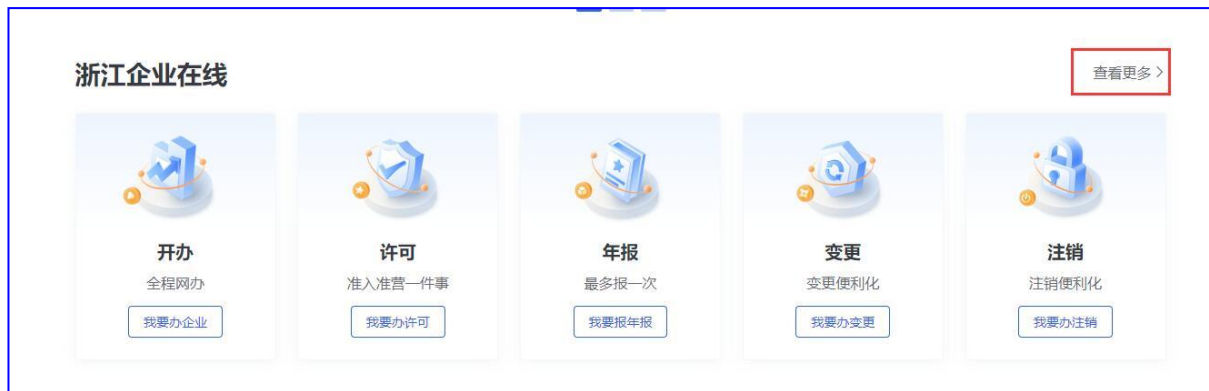 浙江企业在线
查看更多 >
开办
全程网办
我要办企业
许可
准入准营一件事
我要办许可
年报
最多报一次
我要报年报
变更
变更便利化
我要办变更
注销
注销便利化
我要办注销